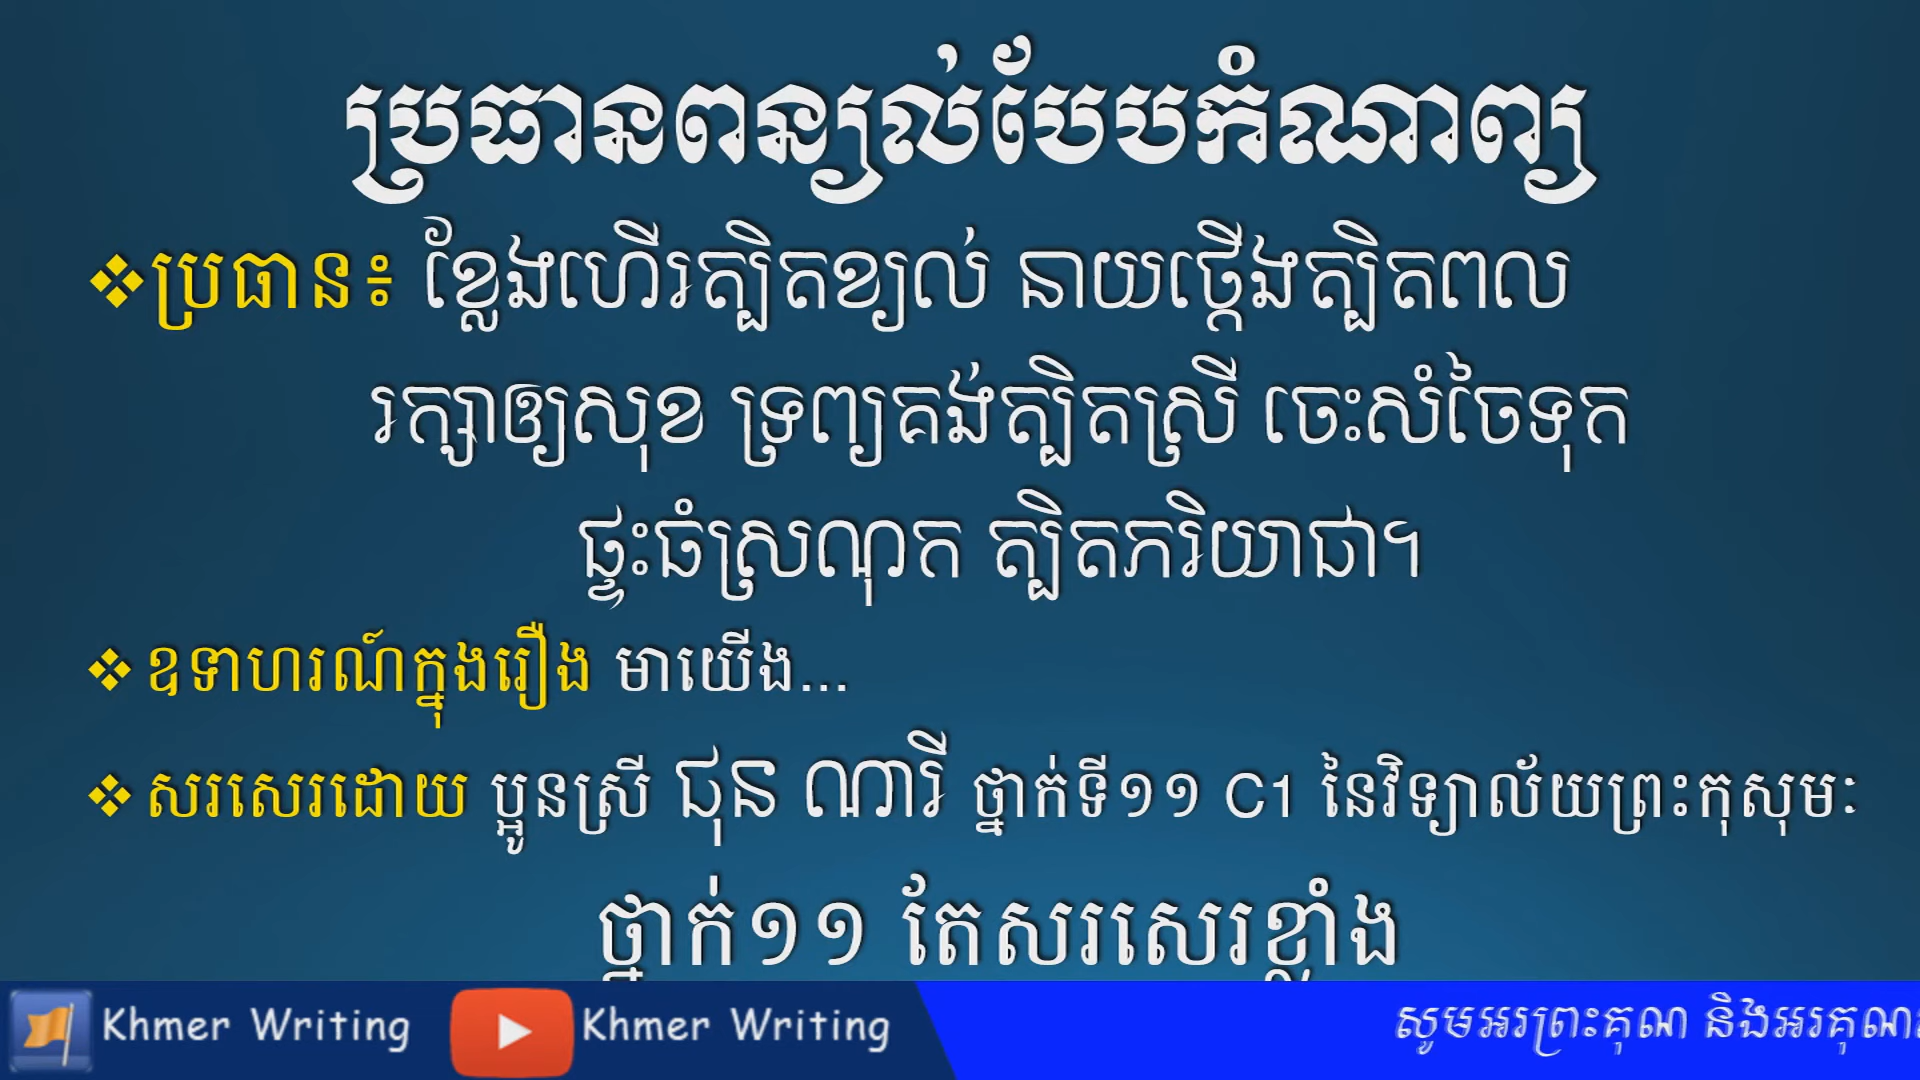 ប្រធានពន្យល់បែបកំណាព្យ
❖ប្រធាន៖ ខ្លែងហើរត្បិតខ្យល់ នាយថ្កើងត្បិតពល
រក្សាឲ្យសុខ ទ្រព្យគង់ត្បិតស្រី ចេះសំចៃទុក
ផ្ទះធំស្រណុក ត្បិតភរិយាជា។
❖ឧទាហរណ៍ក្នុងរឿង មាយើង...
❖សរសេរដោយ ប្អូនស្រី ជុន ណារី ថ្នាក់ទី១១ C1 នៃវិទ្យាល័យព្រះកុសុមៈ
ថ្នាក់១១ តែសរសេរខ្លាំង
Khmer Writing Khmer Writing សូមអរព្រះគុណ និងអរគុណ